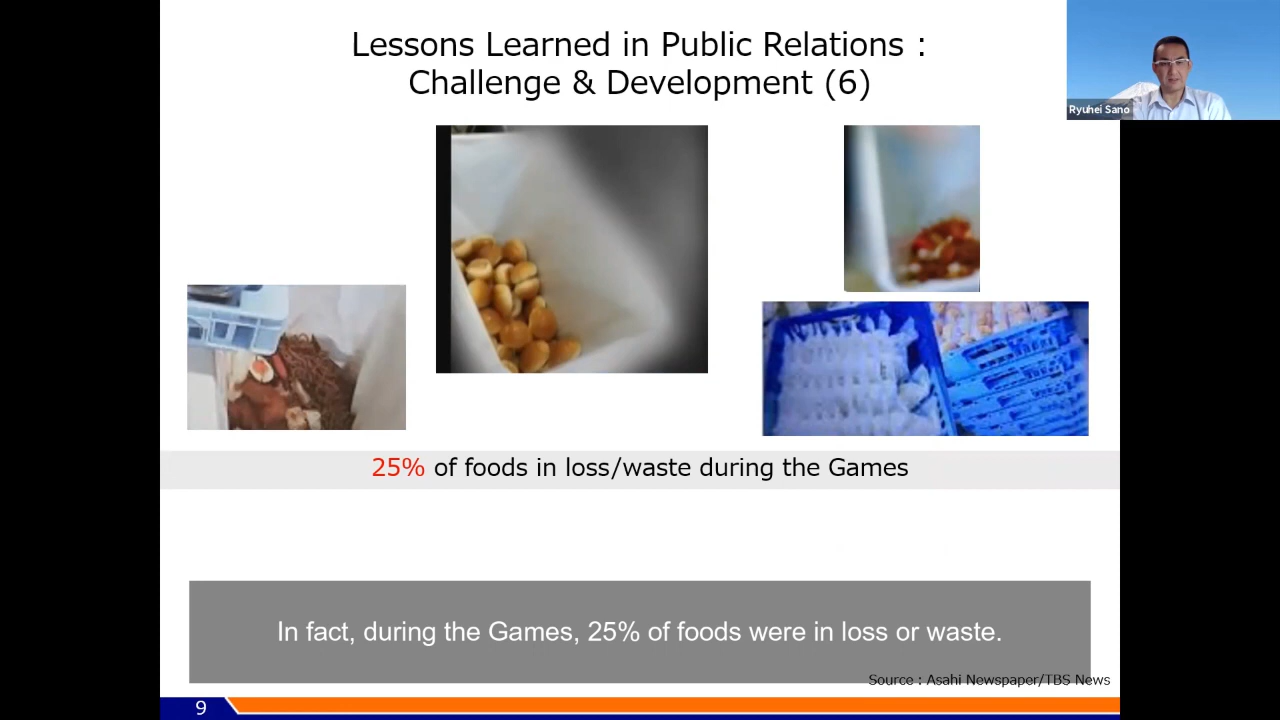 Lessons Learned in Public Relations :
Challenge & Development (6)
Ryuhei Sano
25% of foods in loss/waste during the Games
In fact, during the Games, 25% of foods were in loss or waste.
Source : Asahi Newspaper/TBS News
9